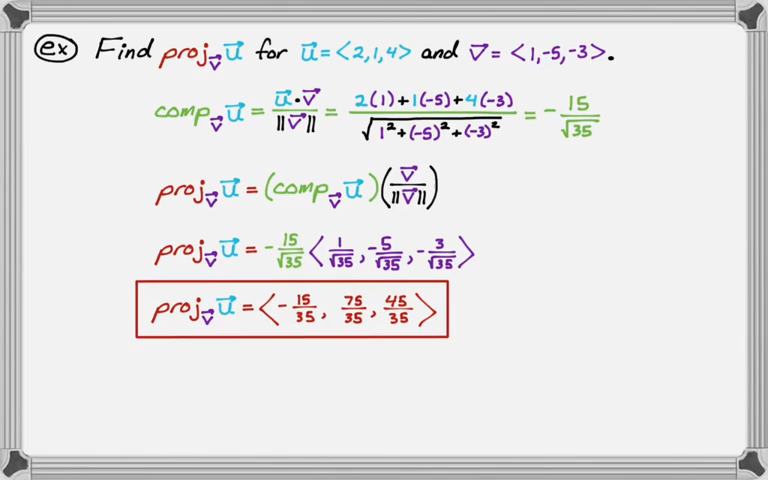 ex Find proj_v⃗ u⃗ for u⃗ = <2,1,4> and v⃗ = <1,-5,-3>.
comp_v⃗ u⃗ = (u⃗ • v⃗)/(||v⃗||) = (2(1)+1(-5)+4(-3))/(√(1²+(-5)²+(-3)²)) = - 15/√35
proj_v⃗ u⃗ = (comp_v⃗ u⃗)(v⃗/||v⃗||)
proj_v⃗ u⃗ = - 15/√35 <1/√35, -5/√35, -3/√35>
proj_v⃗ u⃗ = <-15/35, 75/35, 45/35>